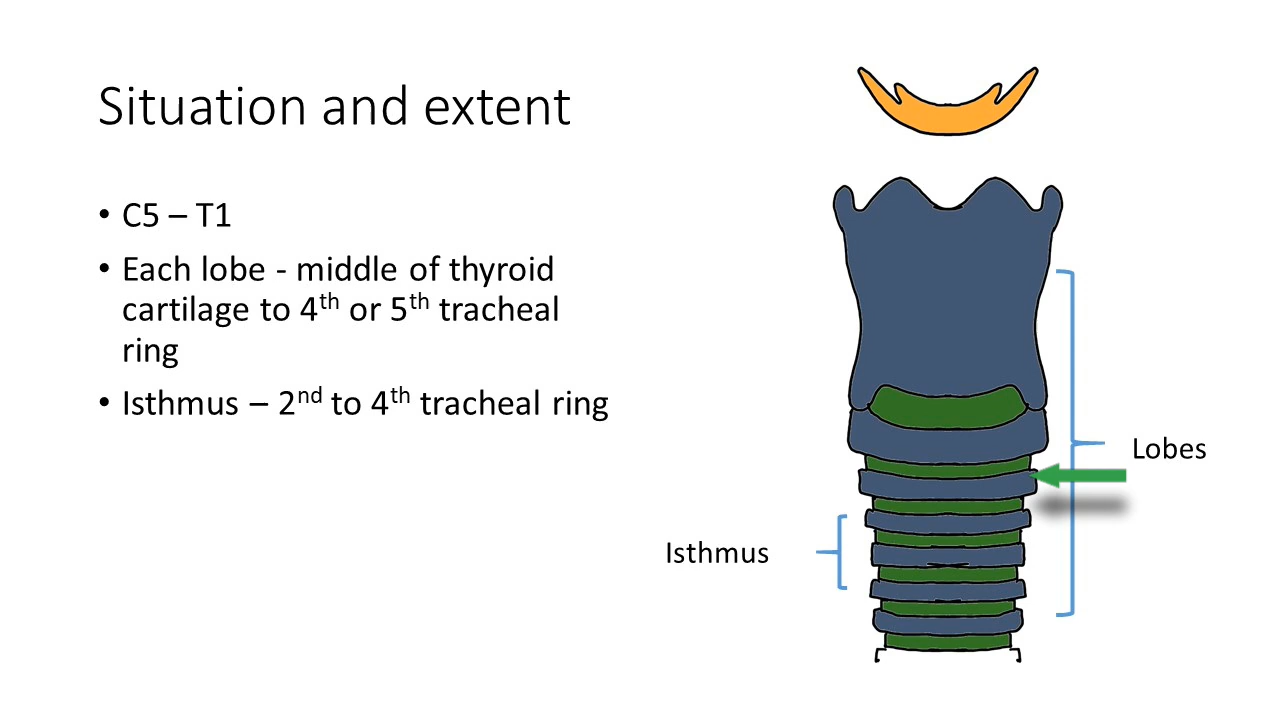 Situation and extent
• C5 – T1
• Each lobe - middle of thyroid
cartilage to 4th or 5th tracheal
ring
• Isthmus – 2nd to 4th tracheal ring
Lobes
Isthmus